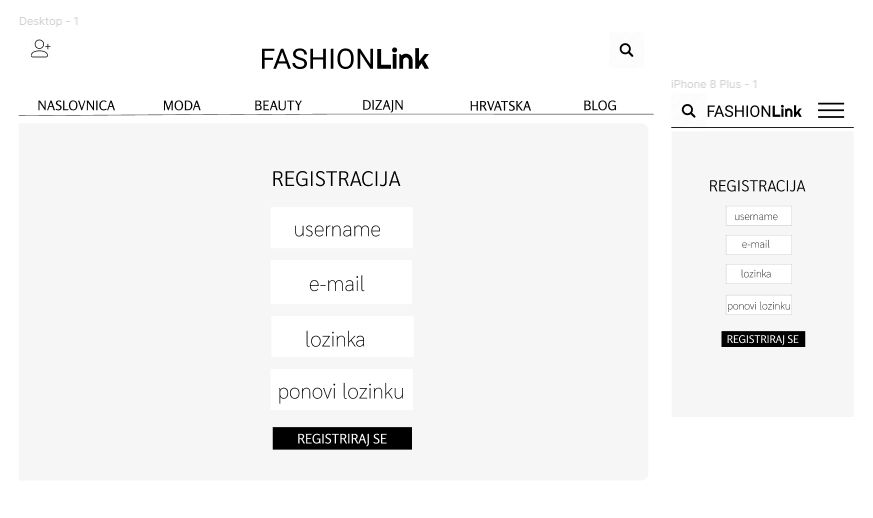 Desktop - 1
FASHIONLink
NASLOVNICA MODA BEAUTY DIZAJN HRVATSKA BLOG
REGISTRACIJA
username
e-mail
lozinka
ponovi lozinku
REGISTRIRAJ SE
iPhone 8 Plus - 1
FASHIONLink
REGISTRACIJA
username
e-mail
lozinka
ponovi lozinku
REGISTRIRAJ SE